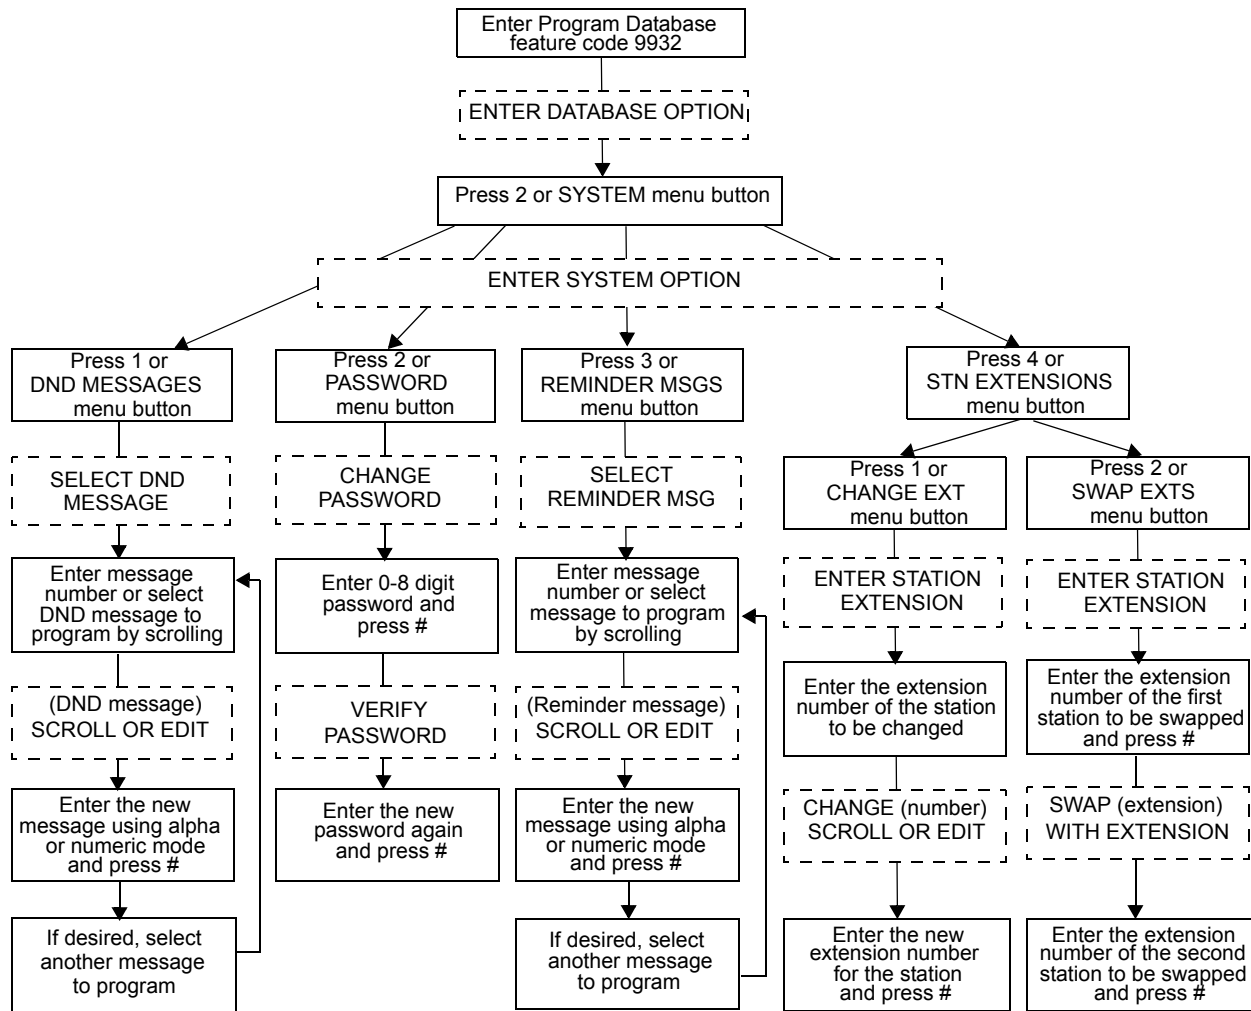 Enter Program Database
feature code 9932
ENTER DATABASE OPTION
Press 2 or SYSTEM menu button
ENTER SYSTEM OPTION
Press 1 or
DND MESSAGES
menu button
SELECT DND
MESSAGE
Enter message
number or select
DND message to
program by scrolling
(DND message)
SCROLL OR EDIT
Enter the new
message using alpha
or numeric mode
and press #
If desired, select
another message
to program
Press 2 or
PASSWORD
menu button
CHANGE
PASSWORD
Enter 0-8 digit
password and
press #
VERIFY
PASSWORD
Enter the new
password again
and press #
Press 3 or
REMINDER MSGS
menu button
SELECT
REMINDER MSG
Enter message
number or select
message to program
by scrolling
(Reminder message)
SCROLL OR EDIT
Enter the new
message using alpha
or numeric mode
and press #
If desired, select
another message
to program
Press 4 or
STN EXTENSIONS
menu button
Press 1 or
CHANGE EXT
menu button
ENTER STATION
EXTENSION
Enter the extension
number of the station
to be changed
CHANGE (number)
SCROLL OR EDIT
Enter the new
extension number
for the station
and press #
Press 2 or
SWAP EXTS
menu button
ENTER STATION
EXTENSION
Enter the extension
number of the first
station to be swapped
and press #
SWAP (extension)
WITH EXTENSION
Enter the extension
number of the second
station to be swapped
and press #